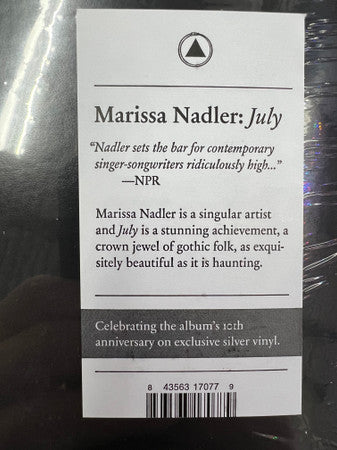 Marissa Nadler: July
“Nadler sets the bar for contemporary
singer-songwriters ridiculously high...”
—NPR
Marissa Nadler is a singular artist
and July is a stunning achievement, a
crown jewel of gothic folk, as exqui-
sitely beautiful as it is haunting.
Celebrating the album’s 10th
anniversary on exclusive silver vinyl.
8 43563 17077 9